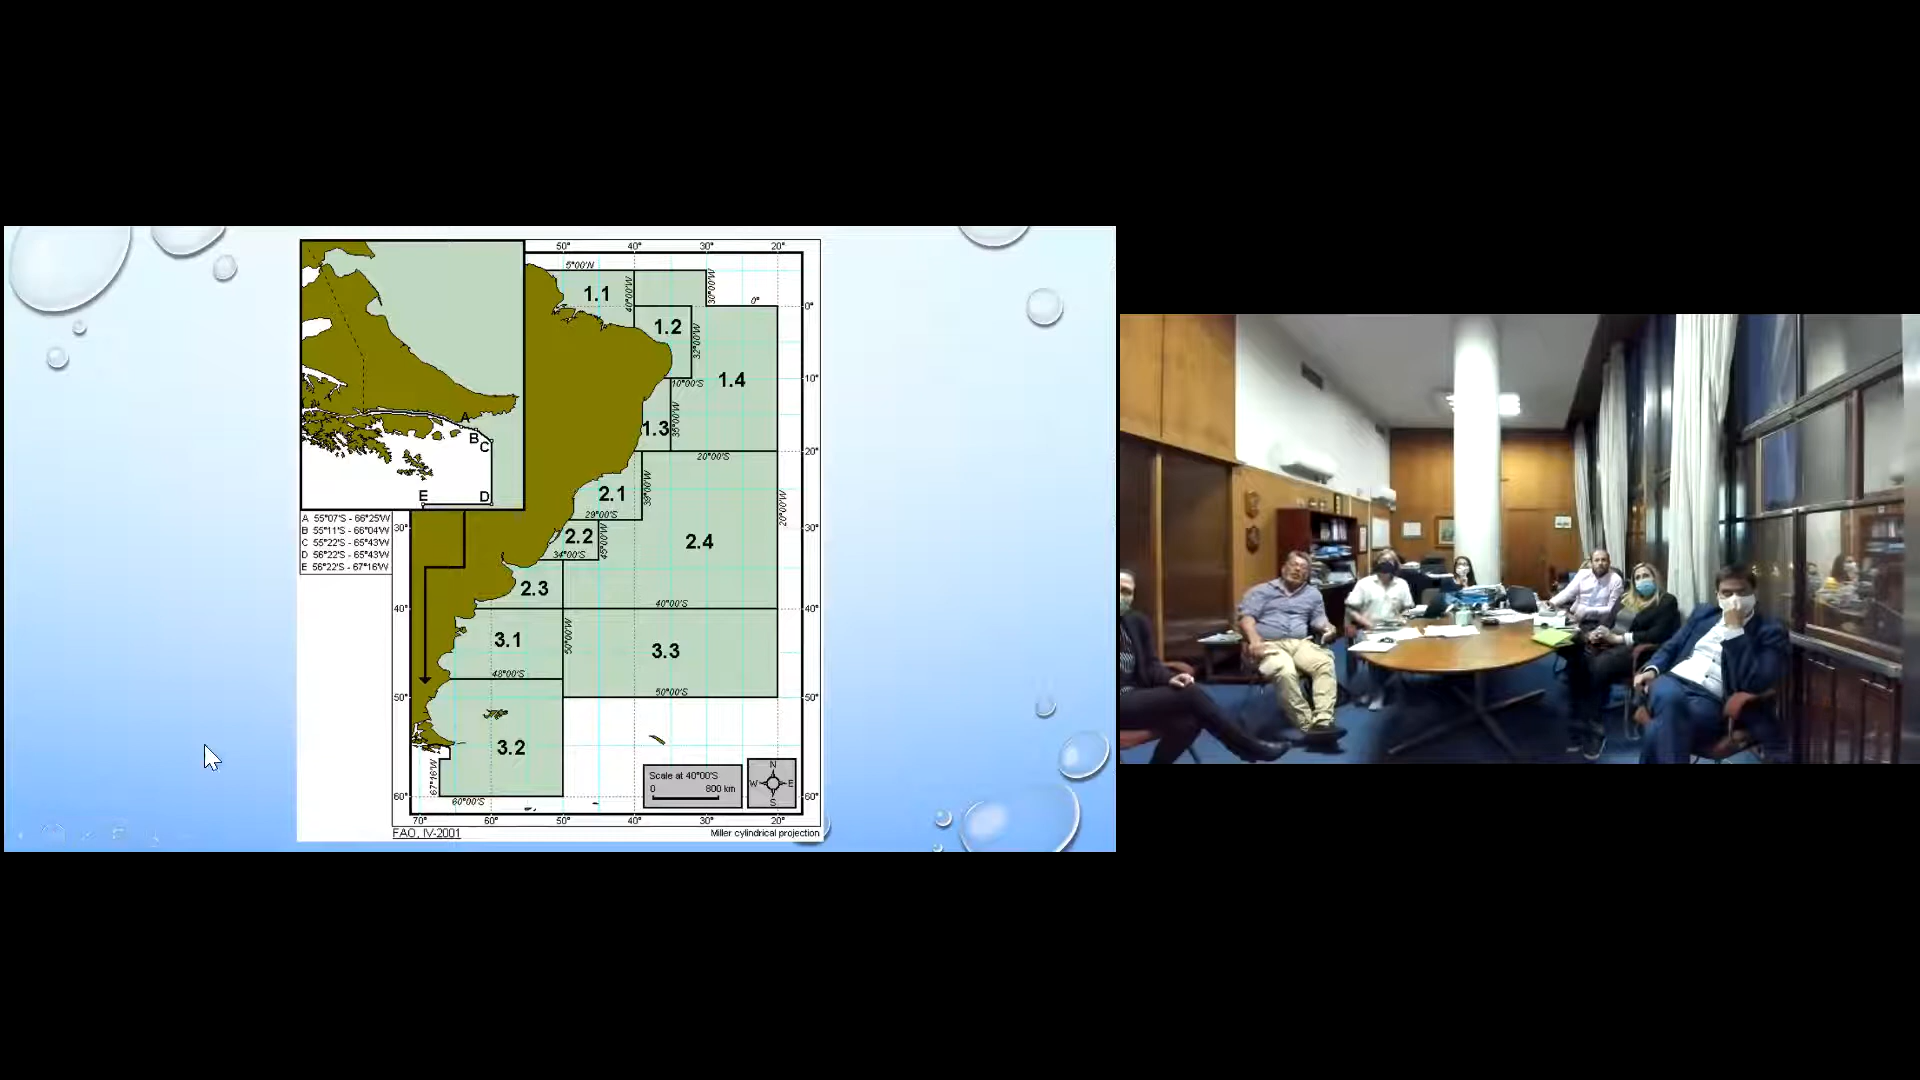 50° 40° 30° 20°
5°00'N
1.1
40°00'W
30°00'W
0°
0°
1.2
32°00'W
10°00'S
10°
1.4
1.3
35°00'W
20°00'S
20°
A
B
C
D
E
A 55°07'S - 66°25'W
B 55°11'S - 66°04'W
C 55°22'S - 65°43'W
D 56°22'S - 65°43'W
E 56°22'S - 67°16'W
2.1
39°00'W
20°00'W
29°00'S
30°
30°
2.2
45°00'W
34°00'S
2.4
2.3
40°00'S
40°
40°
3.1
50°00'W
3.3
48°00'S
50°00'S
50°
50°
3.2
67°16'W
60°00'S
60°
60°
Scale at 40°00'S
0 800 km
N
W E
S
70° 60° 50° 40° 30° 20°
FAO, IV-2001
Miller cylindrical projection